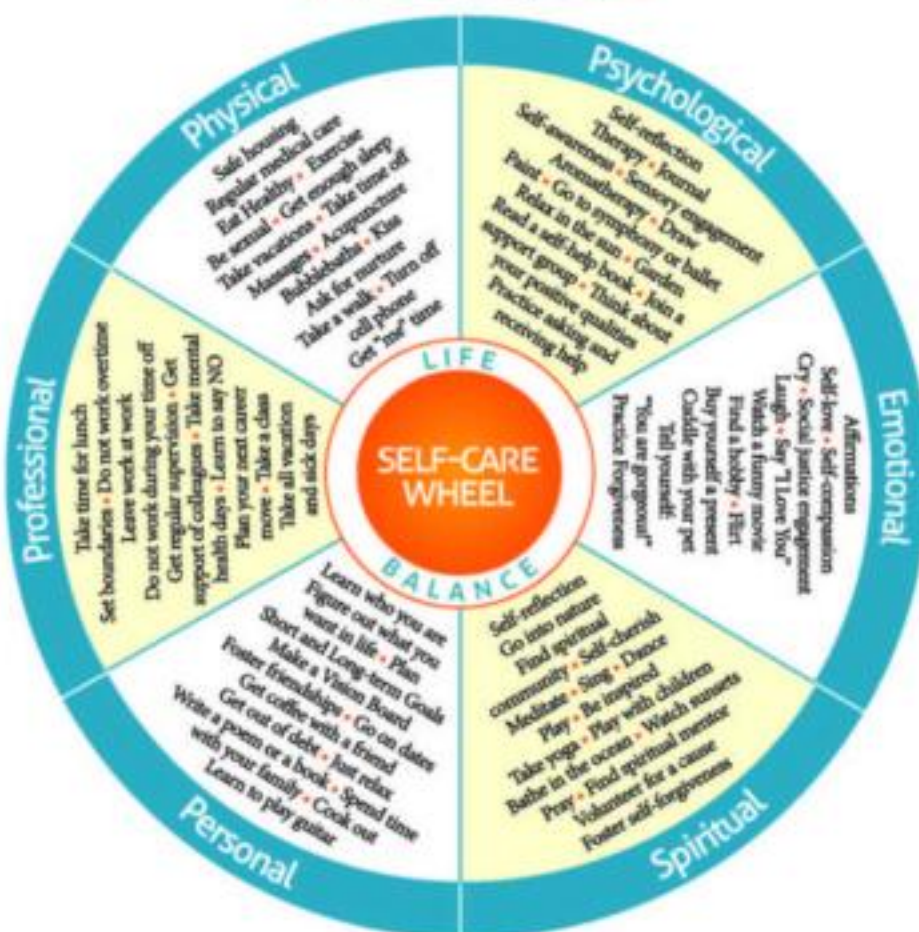 Physical
Safe housing
Regular medical care
Eat Healthy • Exercise
Be sexual • Get enough sleep
Take vacations • Take time off
Massages • Acupuncture
Bubblebaths • Kiss
Ask for nurture
Take a walk • Turn off
cell phone
Get "me" time
Psychological
Self-reflection
Therapy • Journal
Self-awareness • Sensory engagement
Aromatherapy • Draw
Paint • Go to symphony or ballet
Relax in the sun • Garden
Read a self-help book • Join a
support group • Think about
your positive qualities
Practice asking and
receiving help
Emotional
Affirmations
Self-love • Self-compassion
Cry • Social justice engagement
Laugh • Say "I Love You"
Watch a funny movie
Find a hobby • Flirt
Buy yourself a present
Cuddle with your pet
Tell yourself:
"You are gorgeous!"
Practice Forgiveness
Spiritual
Self-reflection
Go into nature
Find spiritual
community • Self-cherish
Meditate • Sing • Dance
Play • Be inspired
Take yoga • Play with children
Bathe in the ocean • Watch sunsets
Pray • Find spiritual mentor
Volunteer for a cause
Foster self-forgiveness
Personal
Learn who you are
Figure out what you
want in life • Plan
Short and Long-term Goals
Make a Vision Board
Foster friendships • Go on dates
Get coffee with a friend
Get out of debt • Just relax
Write a poem or a book • Spend time
with your family • Cook out
Learn to play guitar
Professional
Take time for lunch
Set boundaries • Do not work overtime
Leave work at work
Do not work during your time off
Get regular supervision • Get
support of colleagues • Take mental
health days • Learn to say NO
Plan your next career
move • Take a class
Take all vacation
and sick days
LIFE
SELF-CARE
WHEEL
BALANCE